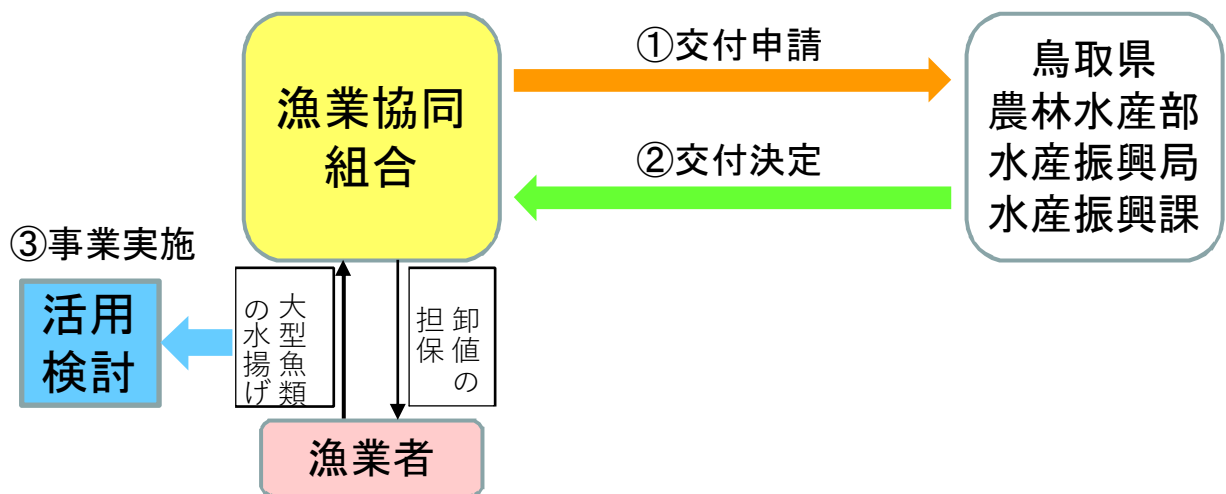 ①交付申請
漁業協同
組合
鳥取県
農林水産部
水産振興局
水産振興課
②交付決定
③事業実施
活用
検討
大型魚類
の水揚げ
卸値の
担保
漁業者